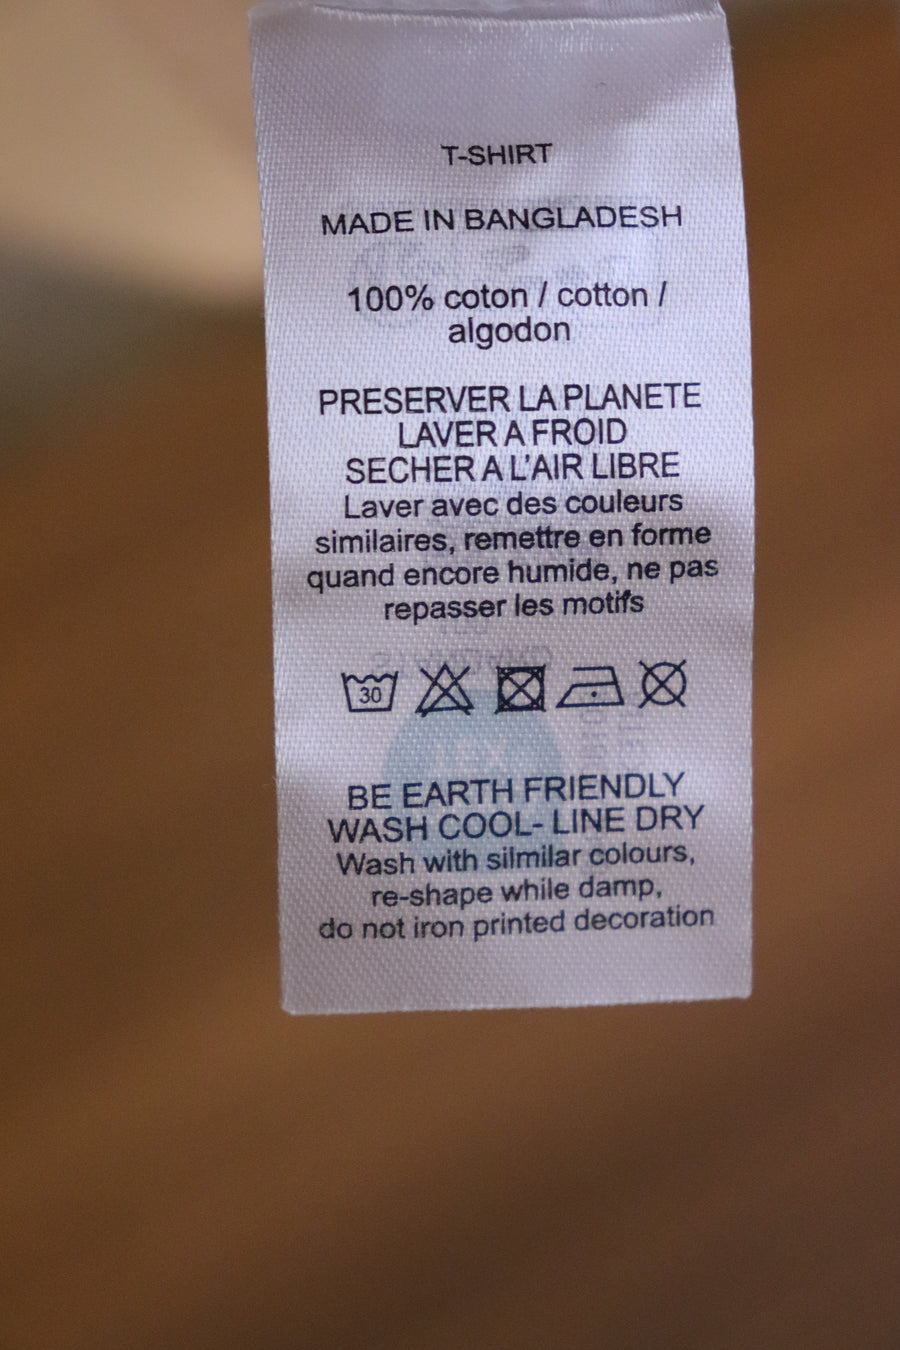 T-SHIRT
MADE IN BANGLADESH
100% coton / cotton /
algodon
PRESERVER LA PLANETE
LAVER A FROID
SECHER A L'AIR LIBRE
Laver avec des couleurs
similaires, remettre en forme
quand encore humide, ne pas
repasser les motifs
30
BE EARTH FRIENDLY
WASH COOL- LINE DRY
Wash with silmilar colours,
re-shape while damp,
do not iron printed decoration